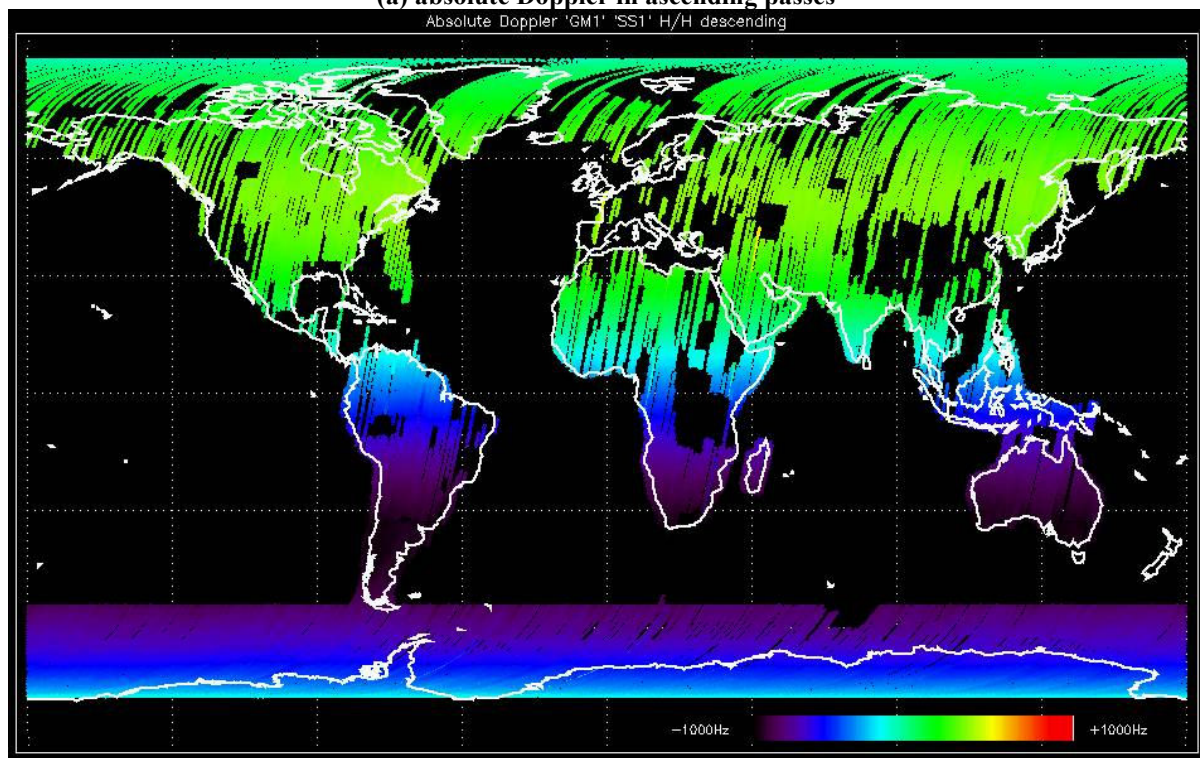 (a) absolute Doppler in ascending passes
Absolute Doppler 'GM1' 'SS1' H/H descending
-1000Hz
+1000Hz